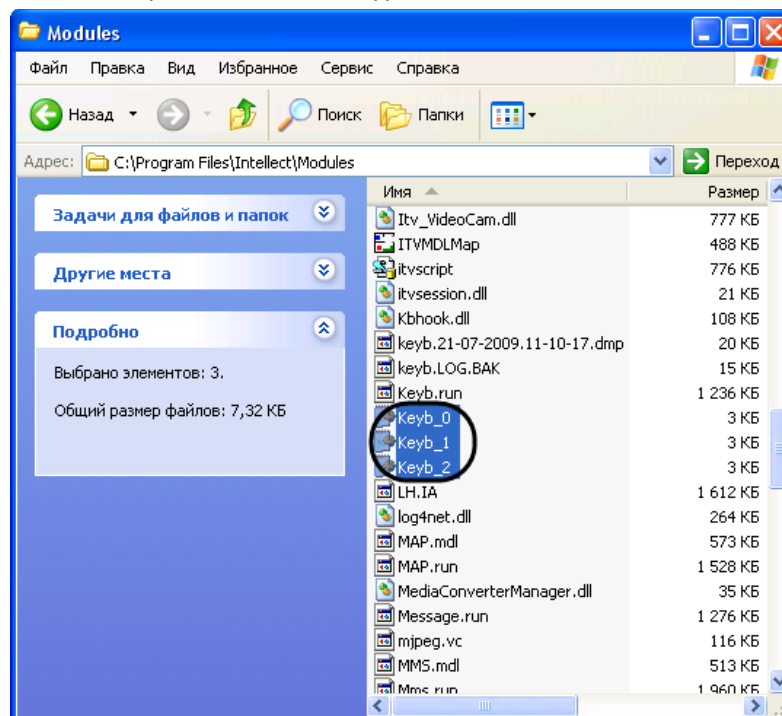 Modules
Файл Правка Вид Избранное Сервис Справка
Назад Поиск Папки
Адрес: C:\Program Files\Intellect\Modules Переход
Имя Размер
Задачи для файлов и папок
Другие места
Подробно
Выбрано элементов: 3.
Общий размер файлов: 7,32 КБ
Itv_VideoCam.dll 777 КБ
ITVMDLMap 488 КБ
itvscript 776 КБ
itvsession.dll 21 КБ
Kbhook.dll 108 КБ
keyb.21-07-2009.11-10-17.dmp 20 КБ
keyb.LOG.BAK 15 КБ
Keyb.run 1 236 КБ
Keyb_0 3 КБ
Keyb_1 3 КБ
Keyb_2 3 КБ
LH.IA 1 612 КБ
log4net.dll 264 КБ
MAP.mdl 573 КБ
MAP.run 1 528 КБ
MediaConverterManager.dll 35 КБ
Message.run 1 276 КБ
mjpeg.vc 116 КБ
MMS.mdl 513 КБ
Mms.run 1 960 КБ